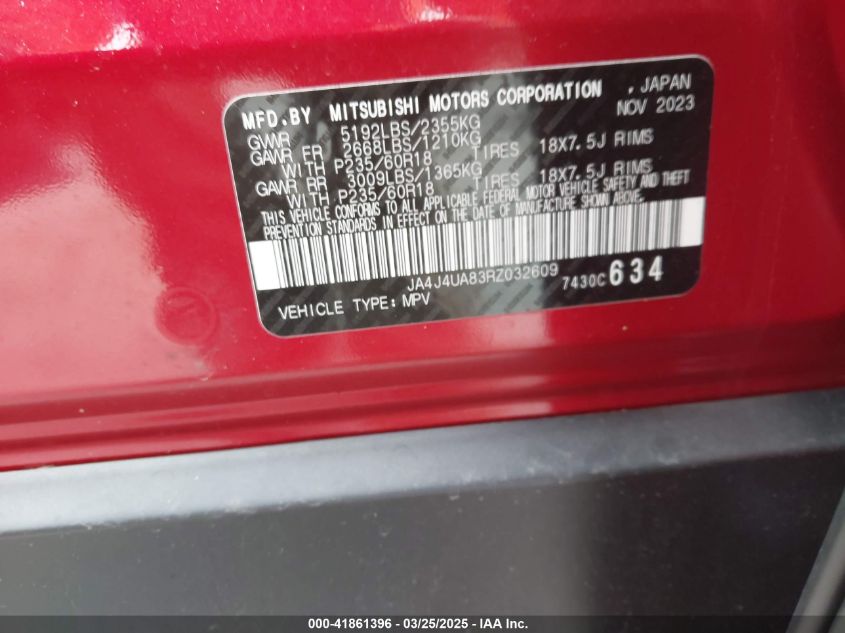 MFD.BY MITSUBISHI MOTORS CORPORATION , JAPAN
GVWR 5192LBS/2355KG NOV 2023
GAWR FR 2668LBS/1210KG
WITH P235/60R18 TIRES 18X7.5J RIMS
GAWR RR 3009LBS/1365KG
WITH P235/60R18 TIRES 18X7.5J RIMS
THIS VEHICLE CONFORMS TO ALL APPLICABLE FEDERAL MOTOR VEHICLE SAFETY AND THEFT
PREVENTION STANDARDS IN EFFECT ON THE DATE OF MANUFACTURE SHOWN ABOVE.
JA4J4UA83RZ032609 7430C 634
VEHICLE TYPE: MPV
000-41861396 / 03/25/2025 - IAA Inc.